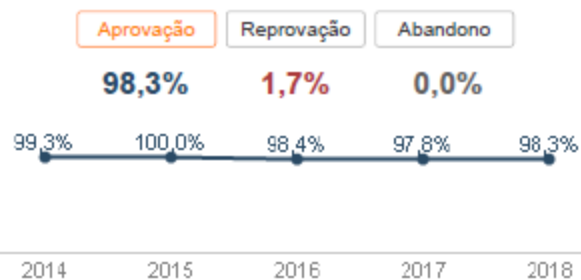 Aprovação Reprovação Abandono
98,3% 1,7% 0,0%
99,3% 100,0% 98,4% 97,8% 98,3%
2014 2015 2016 2017 2018